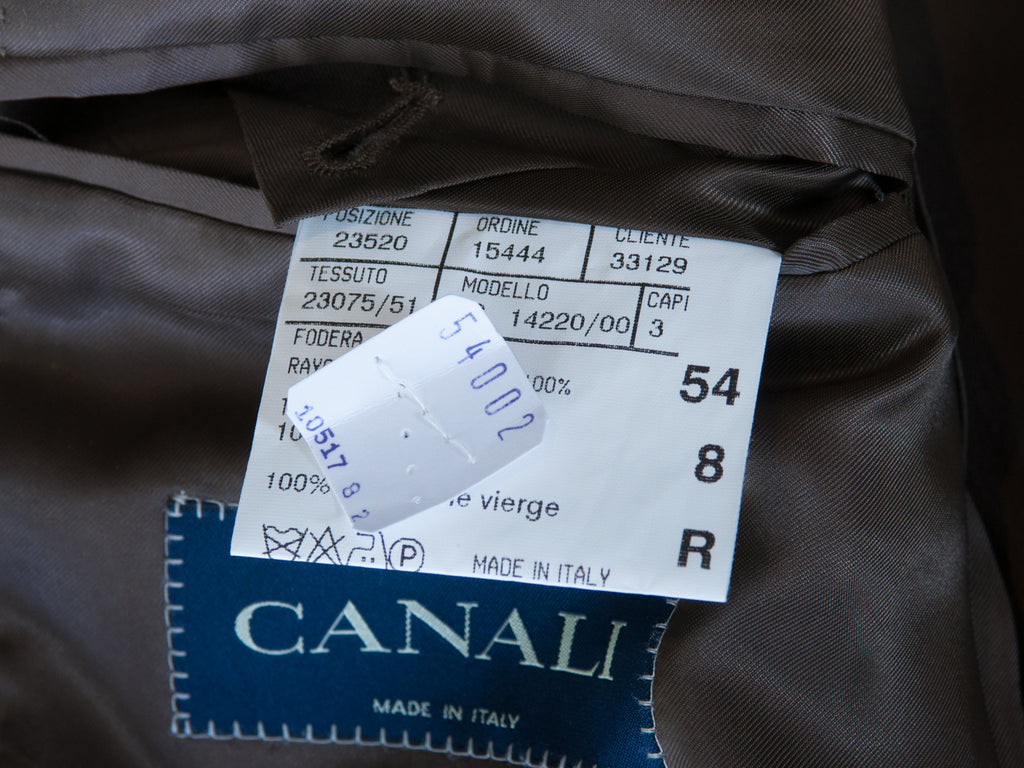 POSIZIONE ORDINE CLIENTE
23520 15444 33129
TESSUTO MODELLO CAPI
23075/51 14220/00 3
FODERA
100%
54
8
R
100%
vierge
P
MADE IN ITALY
54002
10517 8 2
CANALI
MADE IN ITALY